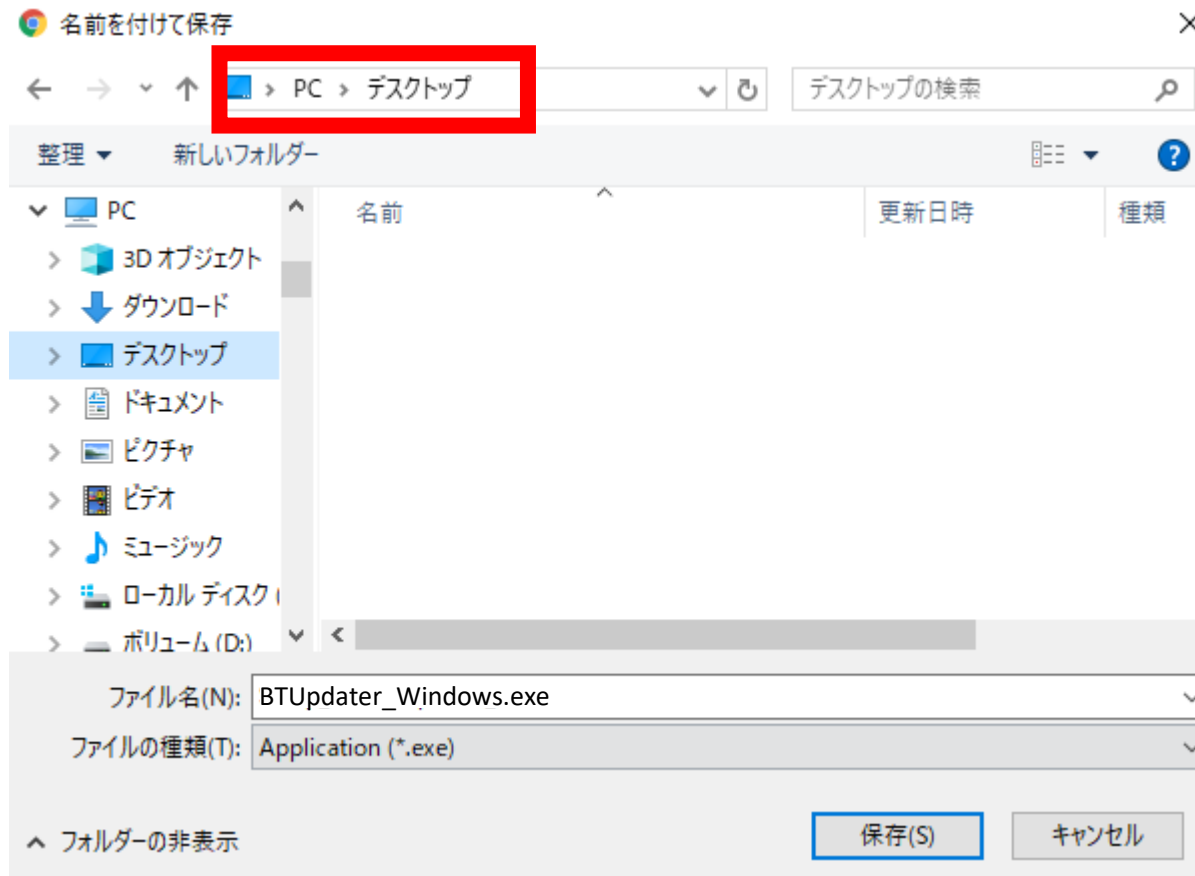 名前を付けて保存
PC > デスクトップ
デスクトップの検索
整理
新しいフォルダー
PC
名前
更新日時
種類
3D オブジェクト
ダウンロード
デスクトップ
ドキュメント
ピクチャ
ビデオ
ミュージック
ローカル ディスク (
ボリューム (D:)
ファイル名(N): BTUpdater_Windows.exe
ファイルの種類(T): Application (*.exe)
フォルダーの非表示
保存(S)
キャンセル